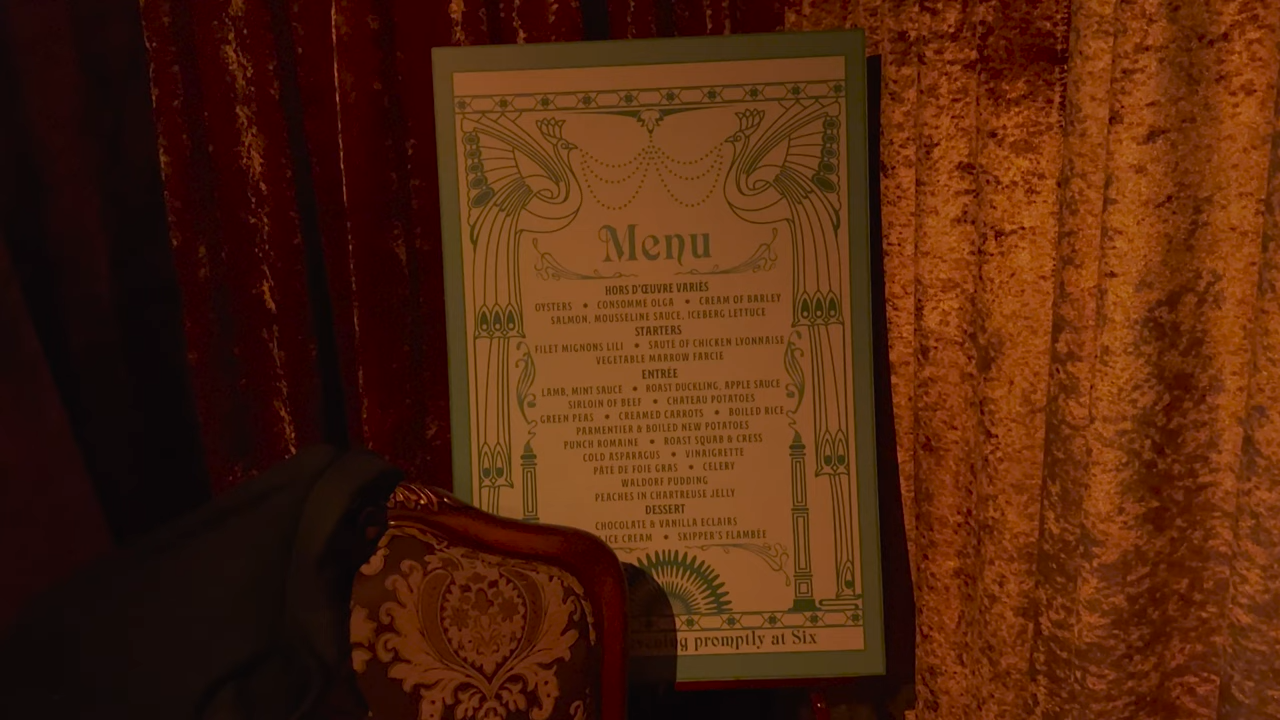 Menu
HORS D'ŒUVRE VARIÉS
OYSTERS • CONSOMME OLGA • CREAM OF BARLEY
SALMON, MOUSSELINE SAUCE, ICEBERG LETTUCE
STARTERS
FILET MIGNONS LILI • SAUTÉ OF CHICKEN LYONNAISE
VEGETABLE MARROW FARCIE
ENTRÉE
LAMB, MINT SAUCE • ROAST DUCKLING, APPLE SAUCE
SIRLOIN OF BEEF • CHATEAU POTATOES
GREEN PEAS • CREAMED CARROTS • BOILED RICE
PARMENTIER & BOILED NEW POTATOES
PUNCH ROMAINE • ROAST SQUAB & CRESS
COLD ASPARAGUS • VINAIGRETTE
PÂTÉ DE FOIE GRAS • CELERY
WALDORF PUDDING
PEACHES IN CHARTREUSE JELLY
DESSERT
CHOCOLATE & VANILLA ECLAIRS
ICE CREAM • SKIPPER'S FLAMBÉE
evening promptly at Six